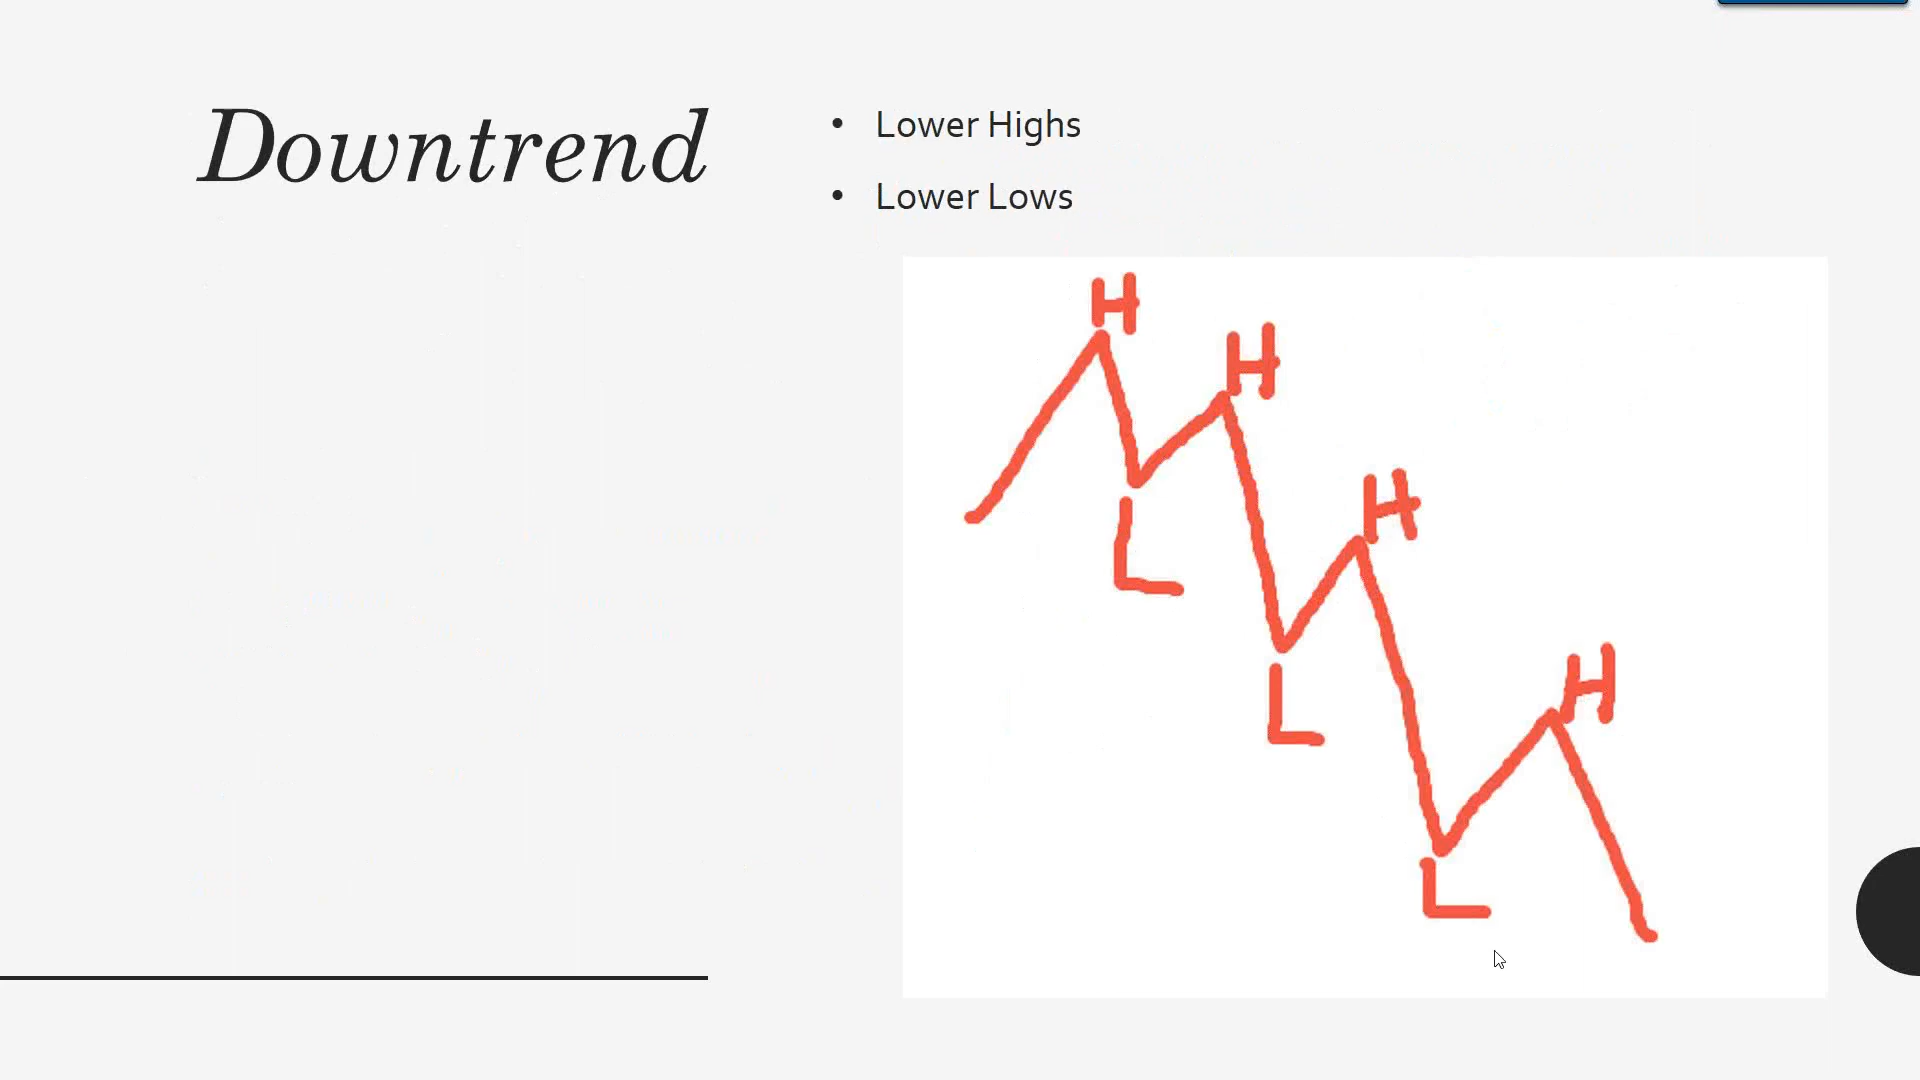 Downtrend
• Lower Highs
• Lower Lows
H
H
H
L
H
L
L